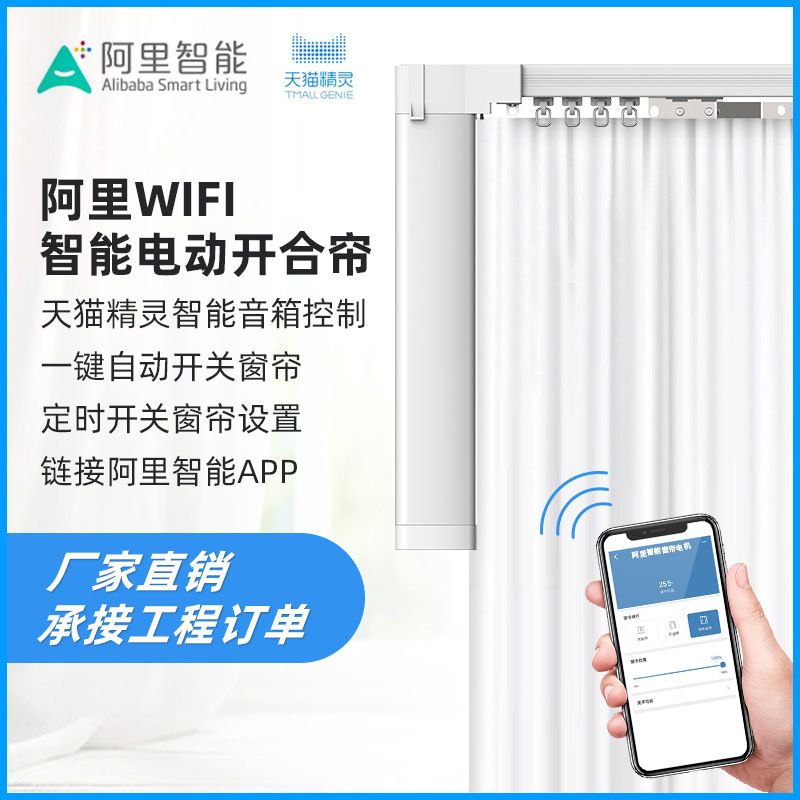 阿里智能
Alibaba Smart Living
天猫精灵
TMALL GENIE
阿里WIFI
智能电动开合帘
天猫精灵智能音箱控制
一键自动开关窗帘
定时开关窗帘设置
链接阿里智能APP
厂家直销
承接工程订单
阿里智能窗帘电机
255
100%